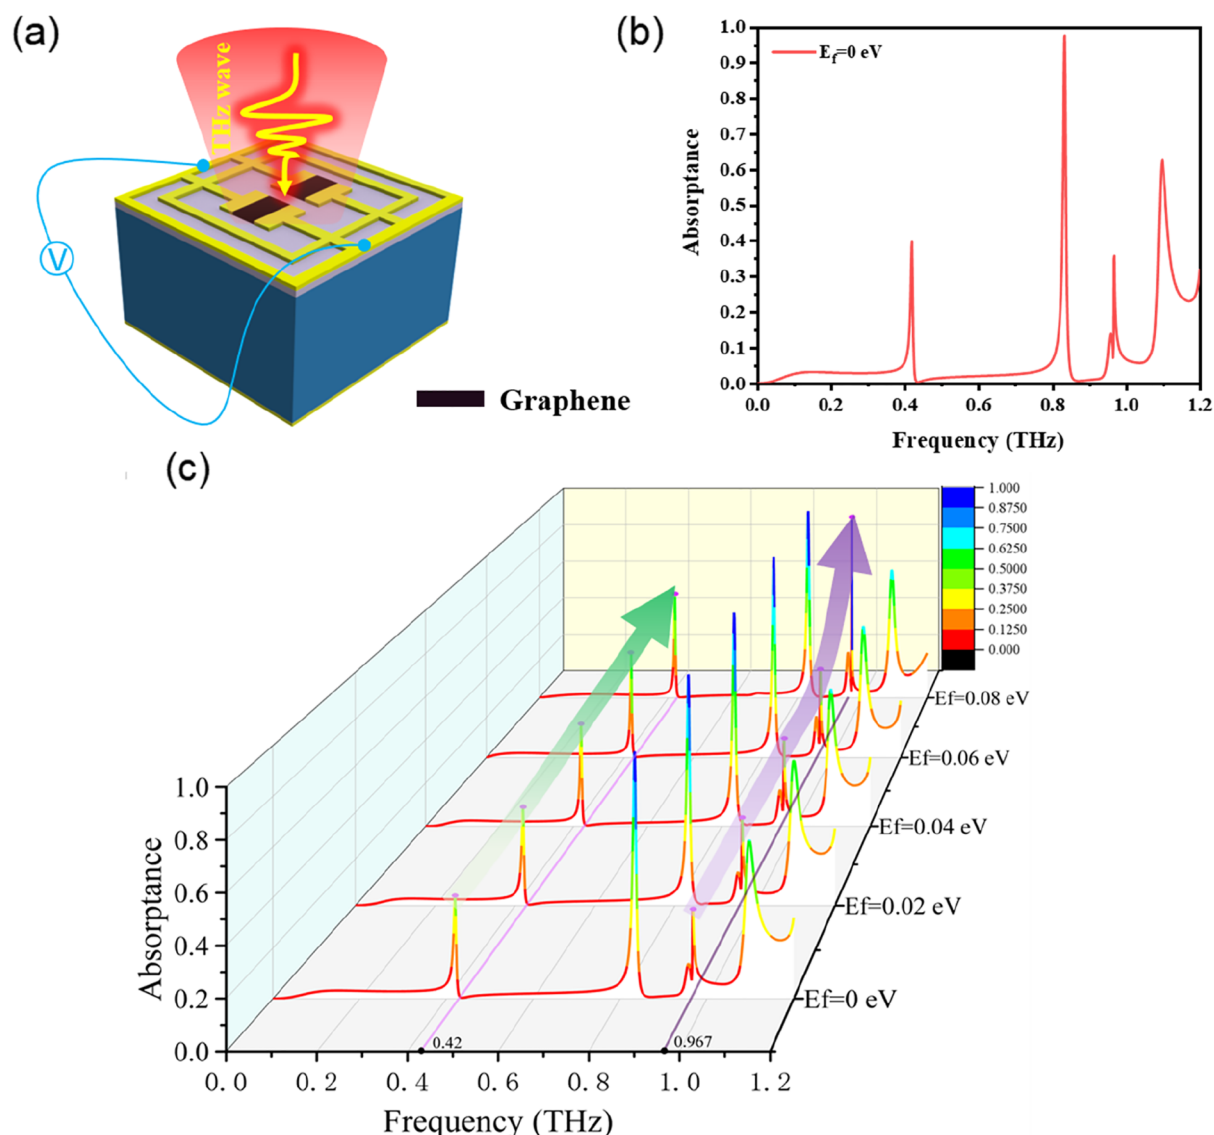 (a)
THz wave
V
Graphene
(b)
1.0
0.9
0.8
0.7
0.6
0.5
0.4
0.3
0.2
0.1
0.0
Absorptance
E_f=0 eV
0.0 0.2 0.4 0.6 0.8 1.0 1.2
Frequency (THz)
(c)
1.000
0.8750
0.7500
0.6250
0.5000
0.3750
0.2500
0.1250
0.000
Ef=0.08 eV
Ef=0.06 eV
Ef=0.04 eV
Ef=0.02 eV
Ef=0 eV
1.0
0.8
0.6
0.4
0.2
0.0
Absorptance
0.42
0.967
0.0 0.2 0.4 0.6 0.8 1.0 1.2
Frequency (THz)